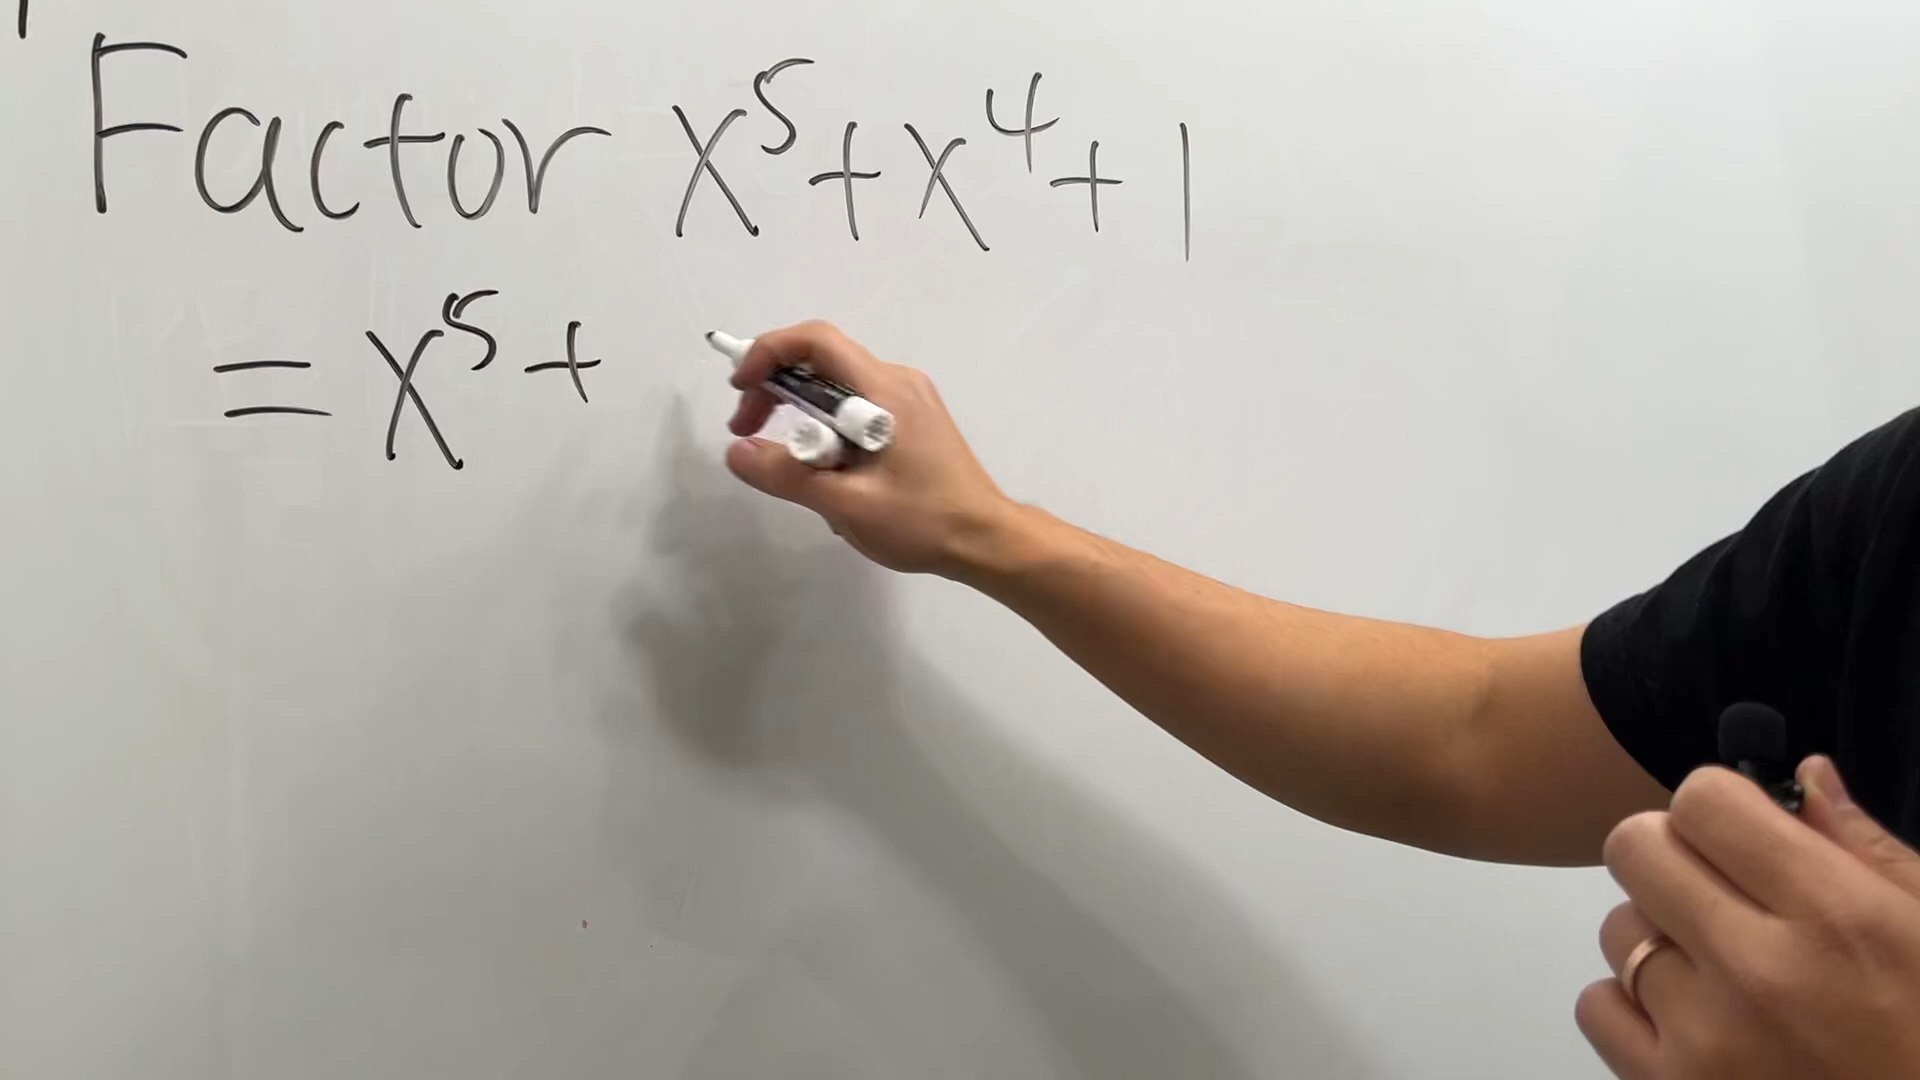 Factor x⁵+x⁴+1
= x⁵+